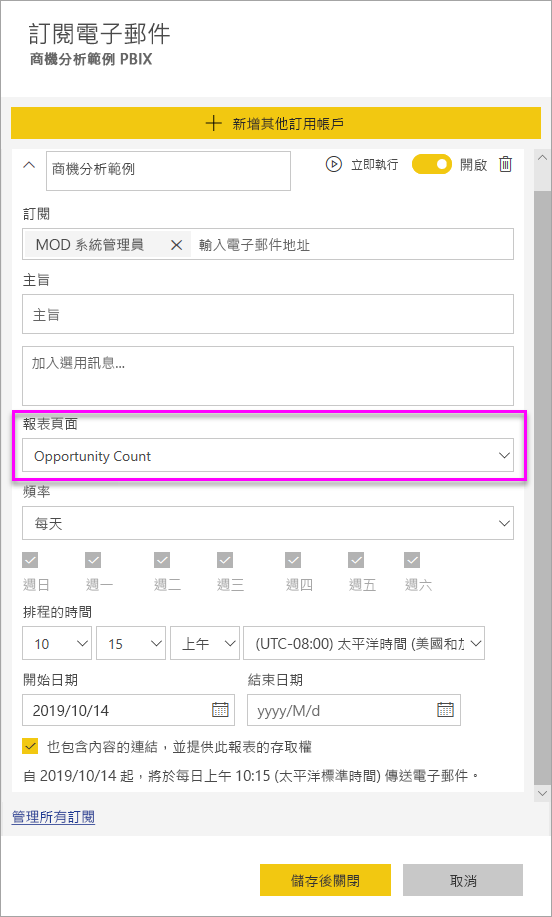 訂閱電子郵件
商機分析範例 PBIX
新增其他訂用帳戶
商機分析範例 立即執行 開啟
訂閱
MOD 系統管理員 輸入電子郵件地址
主旨
主旨
加入選用訊息...
報表頁面
Opportunity Count
頻率
每天
週日 週一 週二 週三 週四 週五 週六
排程的時間
10 15 上午 (UTC-08:00) 太平洋時間 (美國和加
開始日期 結束日期
2019/10/14 yyyy/M/d
也包含內容的連結，並提供此報表的存取權
自 2019/10/14 起，將於每日上午 10:15 (太平洋標準時間) 傳送電子郵件。
管理所有訂閱
儲存後關閉 取消